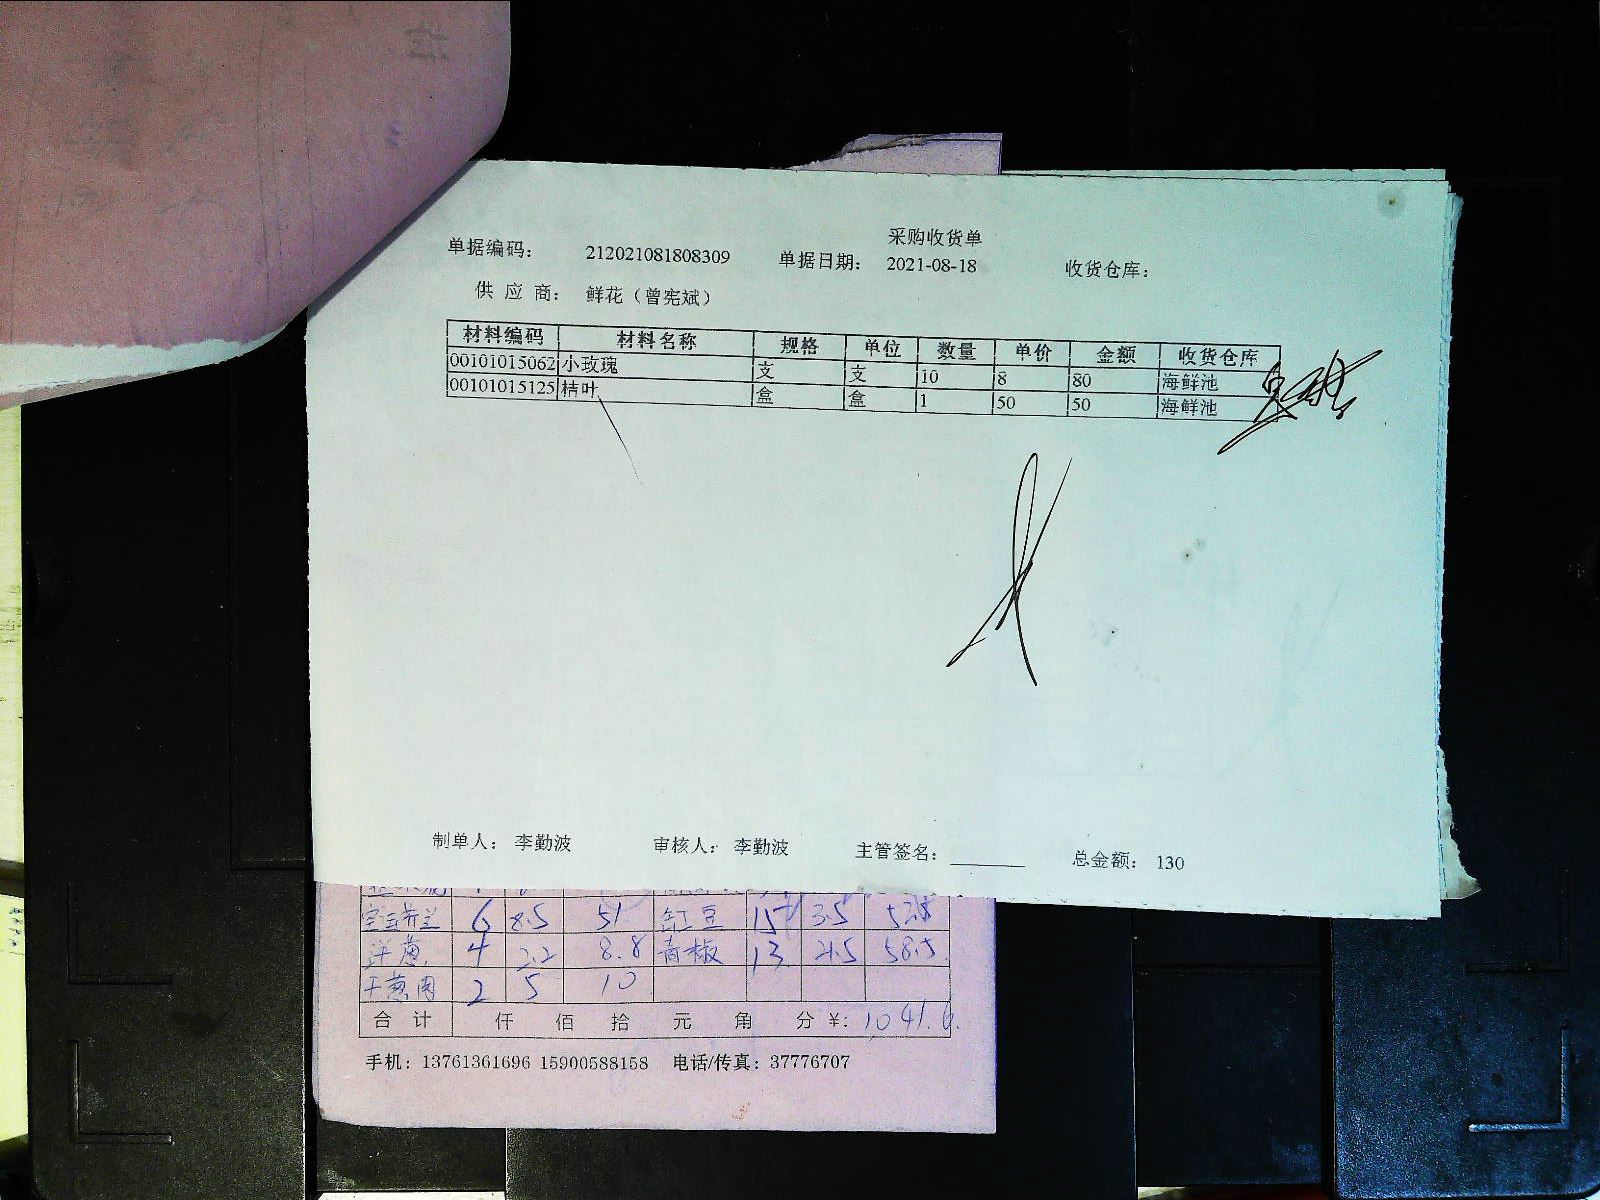 采购收货单
单据编码： 212021081808309 单据日期： 2021-08-18 收货仓库：
供 应 商： 鲜花（曾宪斌）
材料编码 材料名称 规格 单位 数量 单价 金额 收货仓库
00101015062 小玫瑰 支 支 10 8 80 海鲜池
00101015125 桔叶 盒 盒 1 50 50 海鲜池
制单人： 李勤波 审核人： 李勤波 主管签名： 总金额： 130
6 8.5 51 缸豆 15 3.5 52.5
洋葱 4 2.2 8.8 青椒 13 4.5 58.5
干葱肉 2 5 10
合 计 仟 佰 拾 元 角 分 ¥: 1041.6.
手机：13761361696 15900588158 电话/传真：37776707